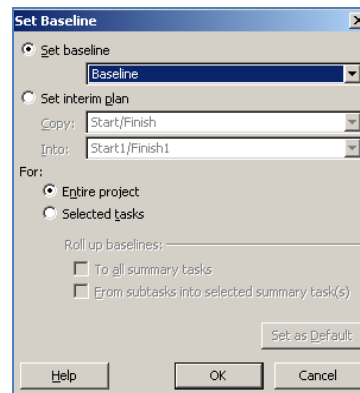 Set Baseline
Set baseline
Baseline
Set interim plan
Copy: Start/Finish
Into: Start1/Finish1
For:
Entire project
Selected tasks
Roll up baselines:
To all summary tasks
From subtasks into selected summary task(s)
Set as Default
Help OK Cancel